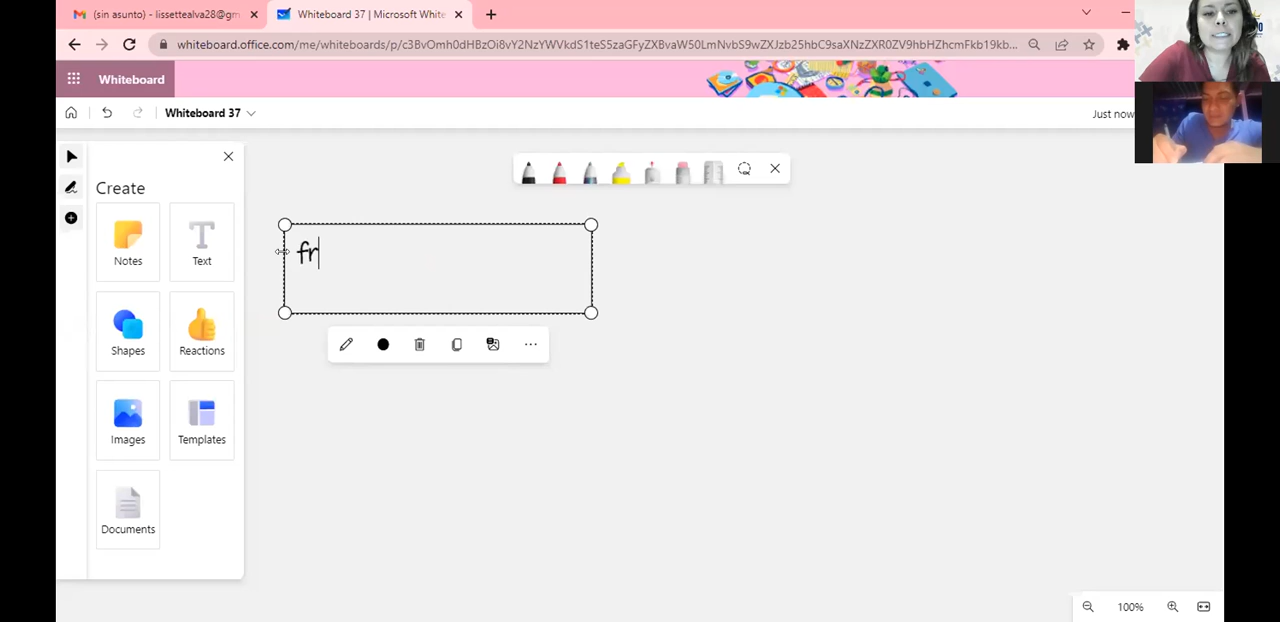 (sin asunto) - lissettealva28@gm
Whiteboard 37 | Microsoft White
whiteboard.office.com/me/whiteboards/p/c3BvOmh0dHBzOi8vY2NzYWVkdS1teS5zaGFyZXBvaW50LmNvbS9wZXJzb25hbC9saXNzZXR0ZV9hbHZhcmFkb19kb...
Whiteboard
Whiteboard 37
Just now
Create
Notes
Text
Shapes
Reactions
Images
Templates
Documents
fr
100%